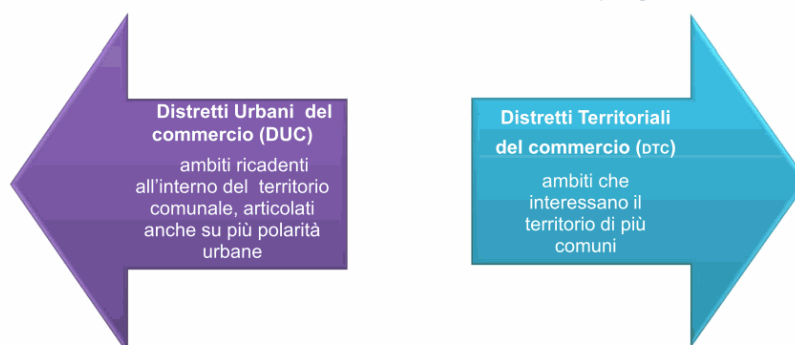 Distretti Urbani del
commercio (DUC)
ambiti ricadenti
all'interno del territorio
comunale, articolati
anche su più polarità
urbane
Distretti Territoriali
del commercio (DTC)
ambiti che
interessano il
territorio di più
comuni